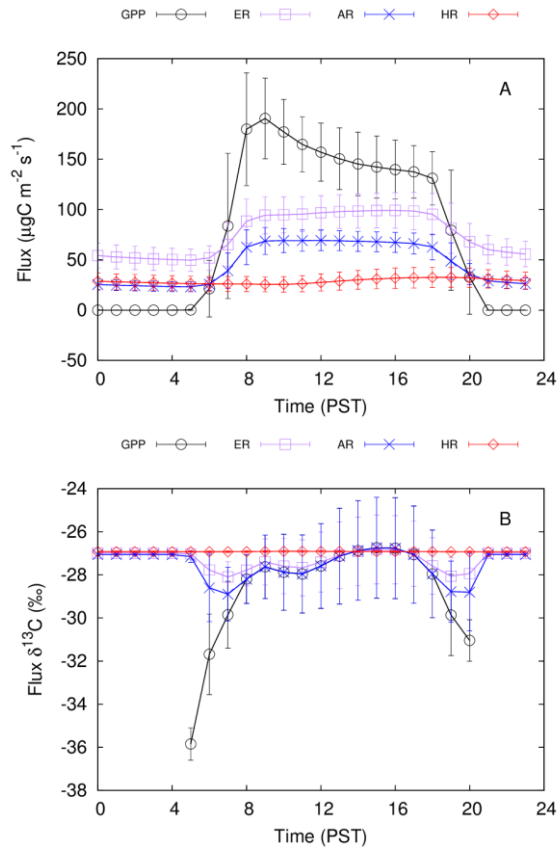 GPP ER AR HR
A
250
200
150
100
50
0
-50
Flux (μgC m⁻² s⁻¹)
0 4 8 12 16 20 24
Time (PST)
GPP ER AR HR
B
-24
-26
-28
-30
-32
-34
-36
-38
Flux δ¹³C (‰)
0 4 8 12 16 20 24
Time (PST)